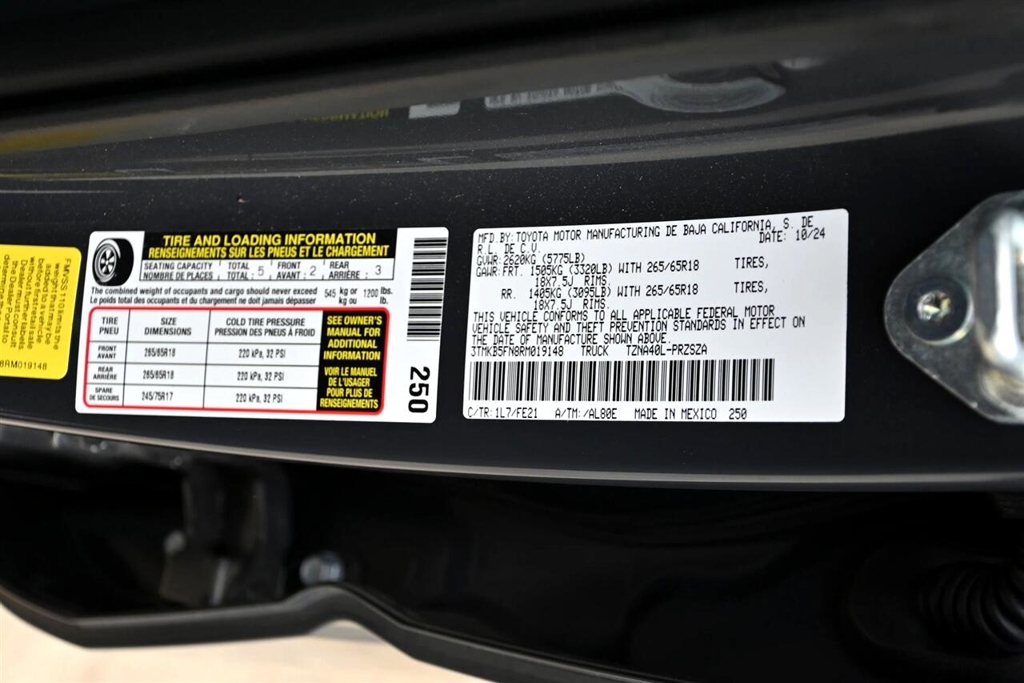 FMVSS 110
8RM019148
TIRE AND LOADING INFORMATION
RENSEIGNEMENTS SUR LES PNEUS ET LE CHARGEMENT
SEATING CAPACITY TOTAL 5 FRONT 2 REAR 3
NOMBRE DE PLACES TOTAL: AVANT: ARRIÈRE:
The combined weight of occupants and cargo should never exceed 545 kg or 1200 lbs.
Le poids total des occupants et du chargement ne doit jamais dépasser kg ou lb.
TIRE SIZE COLD TIRE PRESSURE
PNEU DIMENSIONS PRESSION DES PNEUS À FROID
FRONT
AVANT 265/65R18 220 kPa, 32 PSI
REAR
ARRIÈRE 265/65R18 220 kPa, 32 PSI
SPARE
DE SECOURS 245/75R17 220 kPa, 32 PSI
SEE OWNER'S
MANUAL FOR
ADDITIONAL
INFORMATION
VOIR LE MANUEL
DE L'USAGER
POUR PLUS DE
RENSEIGNEMENTS
250
MFD.BY:TOYOTA MOTOR MANUFACTURING DE BAJA CALIFORNIA, S. DE
R.L. DE C.V. DATE: 10/24
GVWR: 2620KG (5775LB)
GAWR:FRT. 1505KG (3320LB) WITH 265/65R18 TIRES,
18X7.5J RIMS.
RR. 1405KG (3095LB) WITH 265/65R18 TIRES,
18X7.5J RIMS.
THIS VEHICLE CONFORMS TO ALL APPLICABLE FEDERAL MOTOR
VEHICLE SAFETY AND THEFT PREVENTION STANDARDS IN EFFECT ON
THE DATE OF MANUFACTURE SHOWN ABOVE.
3TMKB5FN8RM019148 TRUCK TZNA40L-PRZSZA
C/TR:1L7/FE21 A/TM:/AL80E MADE IN MEXICO 250